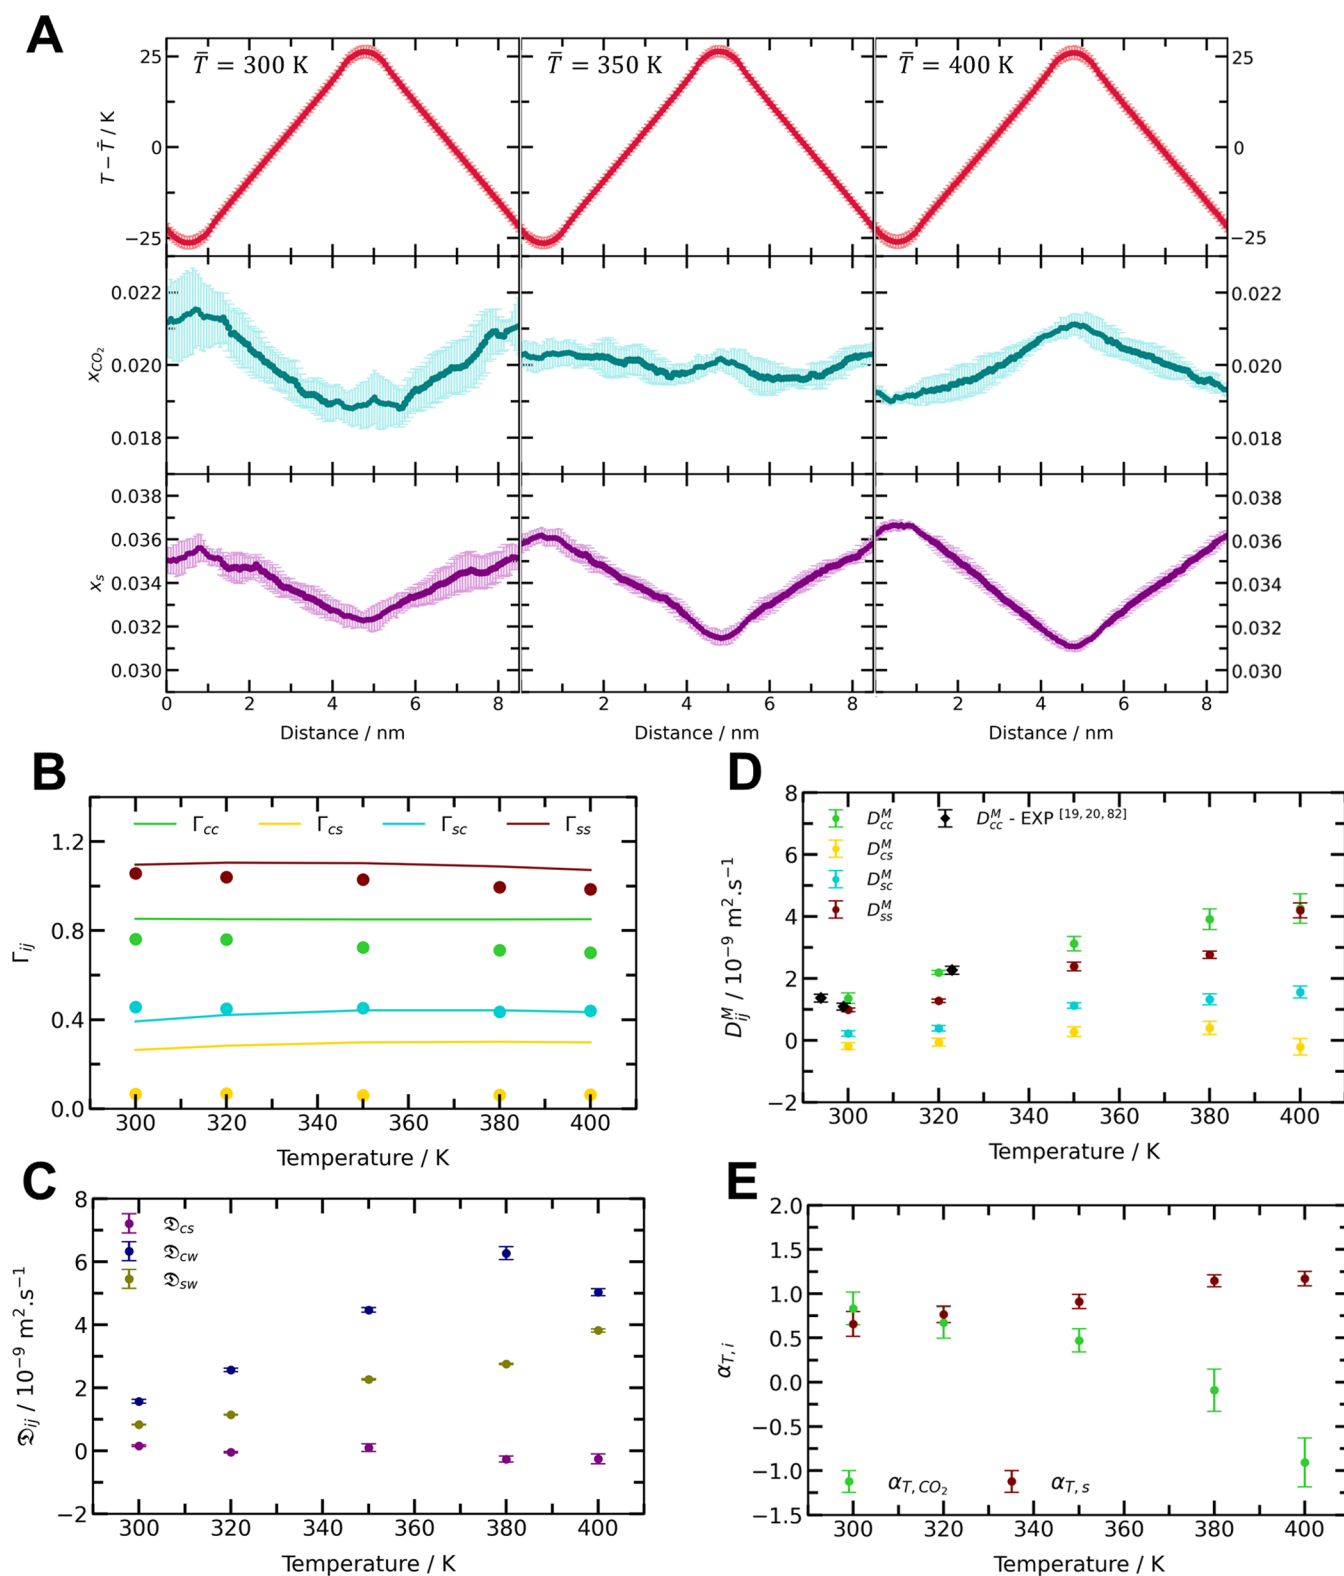 A
T̄ = 300 K
T̄ = 350 K
T̄ = 400 K
T − T̄ / K
25
0
−25
25
0
−25
x_CO₂
0.022
0.020
0.018
0.022
0.020
0.018
x_s
0.038
0.036
0.034
0.032
0.030
0.038
0.036
0.034
0.032
0.030
0 2 4 6 8
2 4 6 8
2 4 6 8
Distance / nm
Distance / nm
Distance / nm
B
Γ_cc Γ_cs Γ_sc Γ_ss
Γ_ij
1.2
0.8
0.4
0.0
300 320 340 360 380 400
Temperature / K
D
D^M_cc
D^M_cs
D^M_sc
D^M_ss
D^M_cc - EXP [19, 20, 82]
D^M_ij / 10⁻⁹ m².s⁻¹
8
6
4
2
0
−2
300 320 340 360 380 400
Temperature / K
C
𝔇_cs
𝔇_cw
𝔇_sw
𝔇_ij / 10⁻⁹ m².s⁻¹
8
6
4
2
0
−2
300 320 340 360 380 400
Temperature / K
E
α_T,i
2.0
1.5
1.0
0.5
0.0
−0.5
−1.0
−1.5
α_T,CO₂ α_T,s
300 320 340 360 380 400
Temperature / K